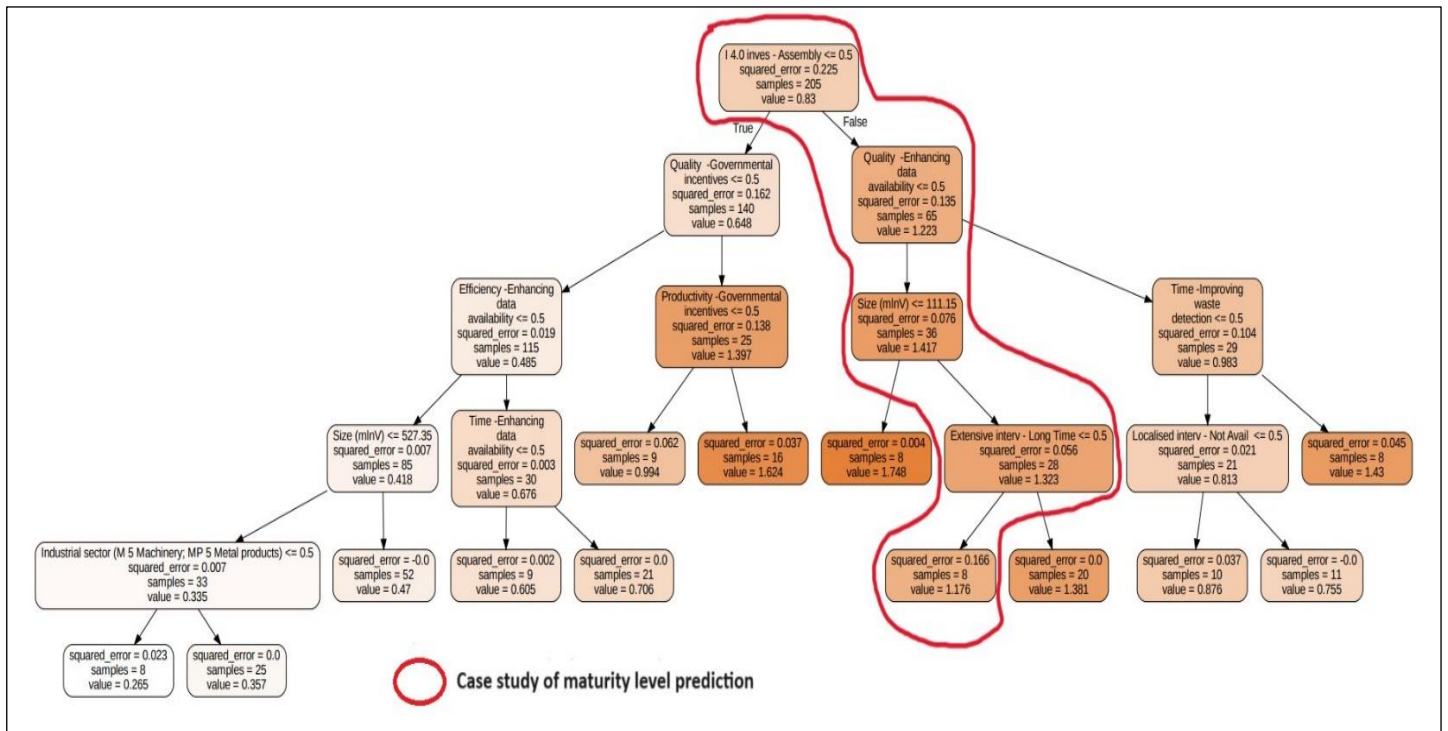 I 4.0 inves - Assembly <= 0.5
squared_error = 0.225
samples = 205
value = 0.83
True
False
Quality -Governmental
incentives <= 0.5
squared_error = 0.162
samples = 140
value = 0.648
Quality -Enhancing
data
availability <= 0.5
squared_error = 0.135
samples = 65
value = 1.223
Efficiency -Enhancing
data
availability <= 0.5
squared_error = 0.019
samples = 115
value = 0.485
Productivity -Governmental
incentives <= 0.5
squared_error = 0.138
samples = 25
value = 1.397
Size (mlnV) <= 111.15
squared_error = 0.076
samples = 36
value = 1.417
Time -Improving
waste
detection <= 0.5
squared_error = 0.104
samples = 29
value = 0.983
Size (mlnV) <= 527.35
squared_error = 0.007
samples = 85
value = 0.418
Time -Enhancing
data
availability <= 0.5
squared_error = 0.003
samples = 30
value = 0.676
squared_error = 0.062
samples = 9
value = 0.994
squared_error = 0.037
samples = 16
value = 1.624
squared_error = 0.004
samples = 8
value = 1.748
Extensive interv - Long Time <= 0.5
squared_error = 0.056
samples = 28
value = 1.323
Localised interv - Not Avail <= 0.5
squared_error = 0.021
samples = 21
value = 0.813
squared_error = 0.045
samples = 8
value = 1.43
Industrial sector (M 5 Machinery; MP 5 Metal products) <= 0.5
squared_error = 0.007
samples = 33
value = 0.335
squared_error = -0.0
samples = 52
value = 0.47
squared_error = 0.002
samples = 9
value = 0.605
squared_error = 0.0
samples = 21
value = 0.706
squared_error = 0.166
samples = 8
value = 1.176
squared_error = 0.0
samples = 20
value = 1.381
squared_error = 0.037
samples = 10
value = 0.876
squared_error = -0.0
samples = 11
value = 0.755
squared_error = 0.023
samples = 8
value = 0.265
squared_error = 0.0
samples = 25
value = 0.357
Case study of maturity level prediction